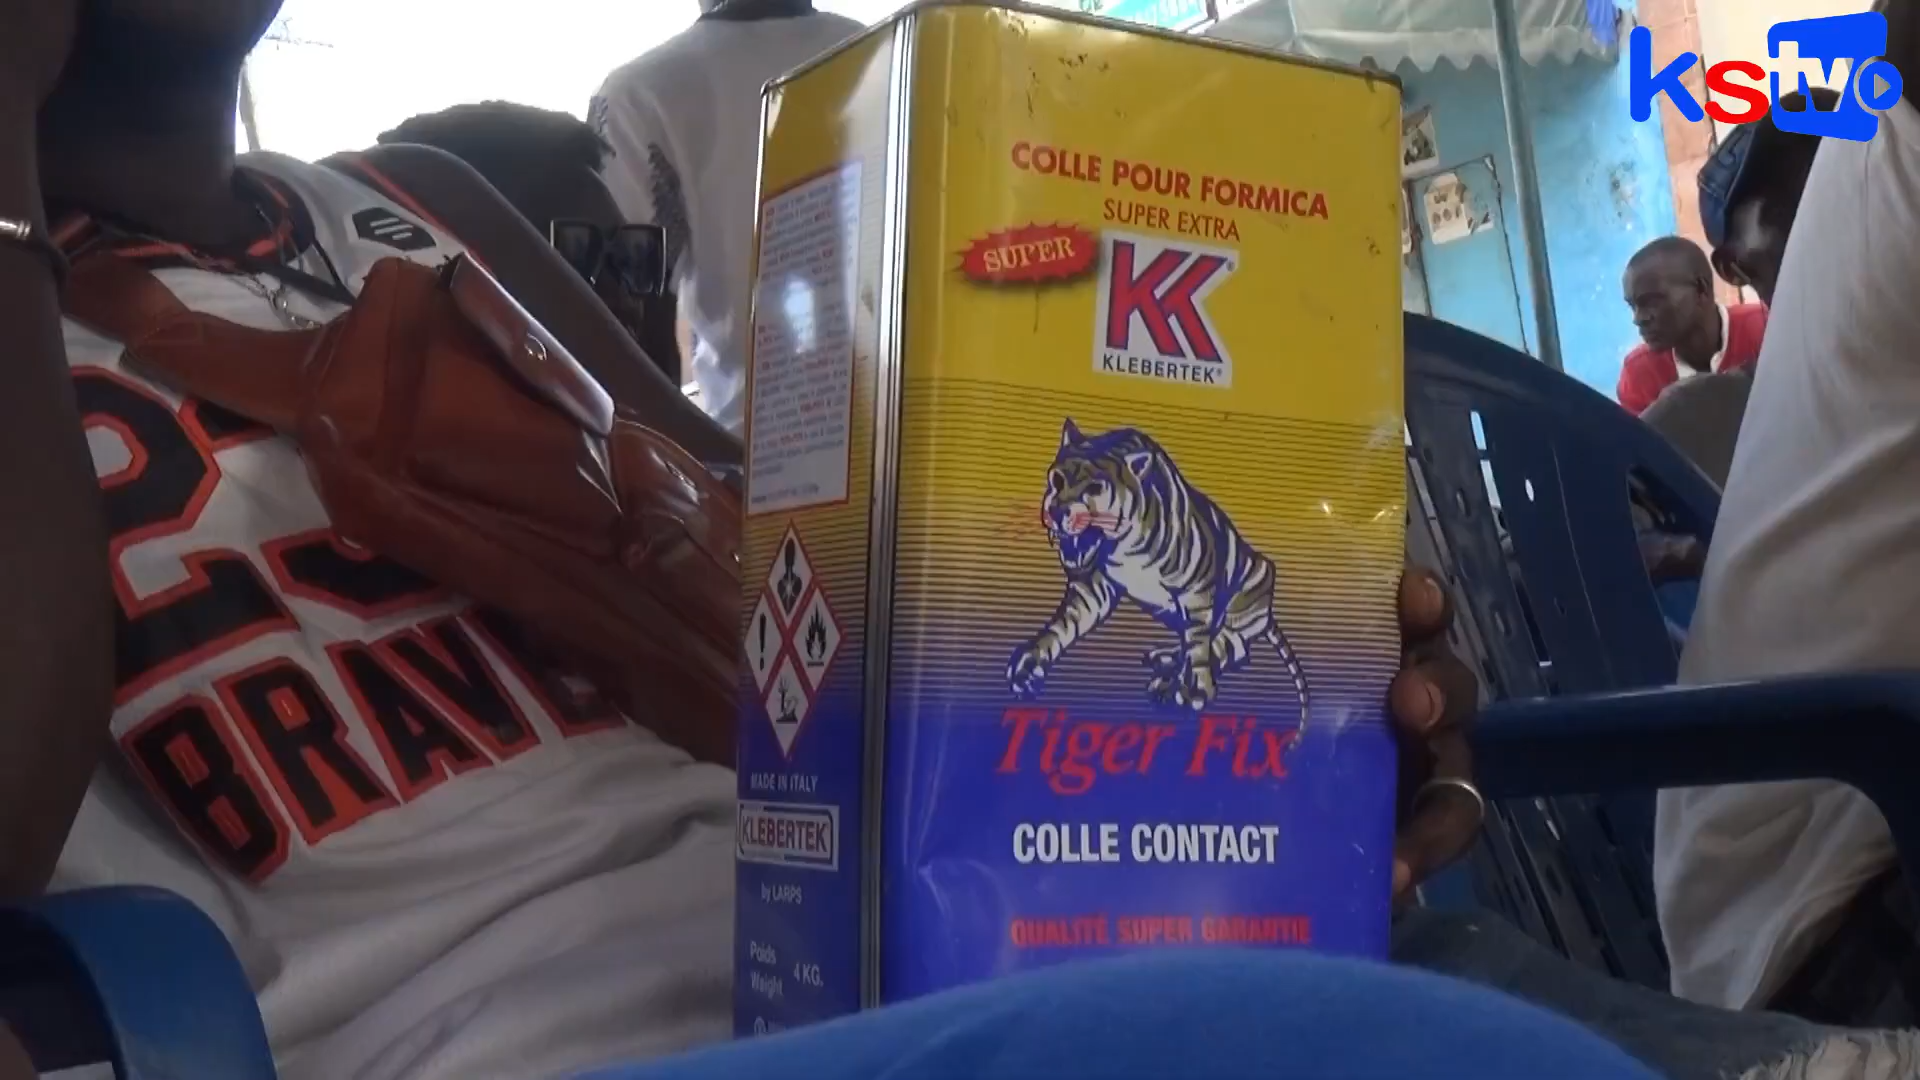 kstv
COLLE POUR FORMICA
SUPER EXTRA
SUPER
KK
KLEBERTEK®
Tiger Fix
COLLE CONTACT
QUALITÉ SUPER GARANTIE
MADE IN ITALY
KLEBERTEK
by LARPS
Poids
Weight 4 KG.
BRAVE